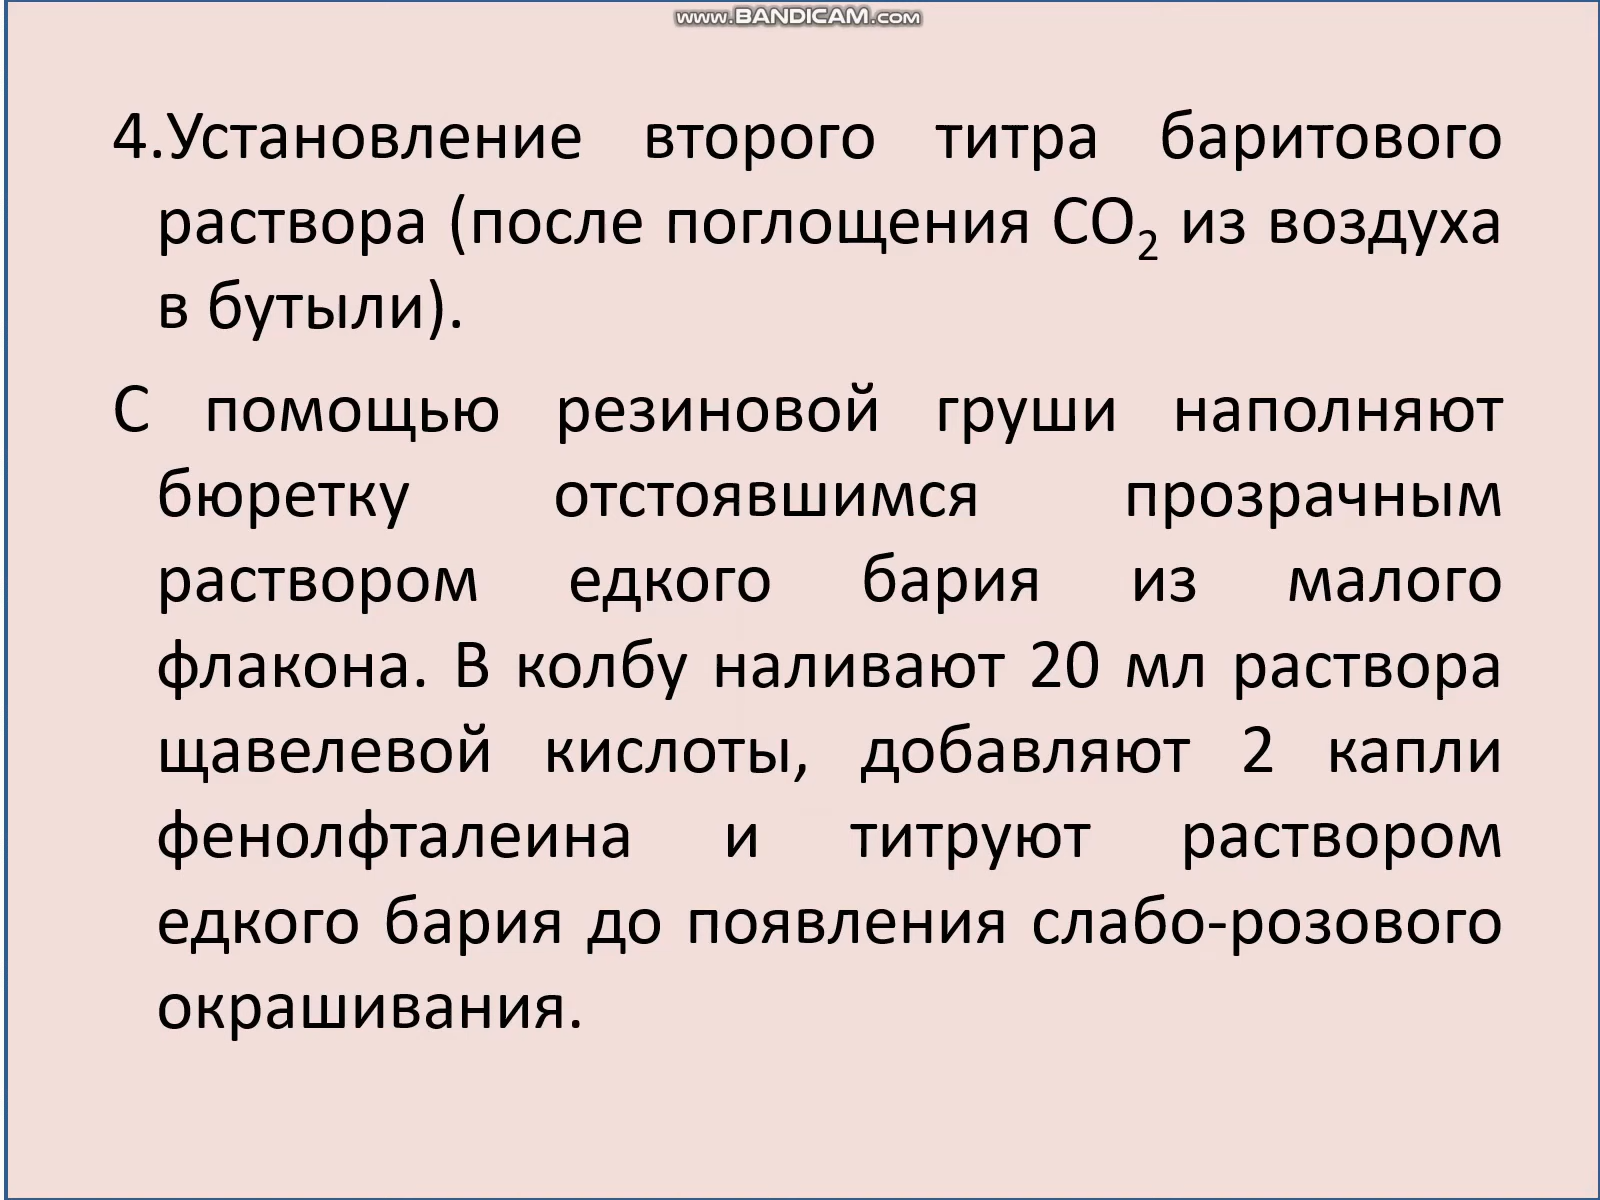 www.BANDICAM.com
4.Установление второго титра баритового
раствора (после поглощения СО2 из воздуха
в бутыли).
С помощью резиновой груши наполняют
бюретку отстоявшимся прозрачным
раствором едкого бария из малого
флакона. В колбу наливают 20 мл раствора
щавелевой кислоты, добавляют 2 капли
фенолфталеина и титруют раствором
едкого бария до появления слабо-розового
окрашивания.